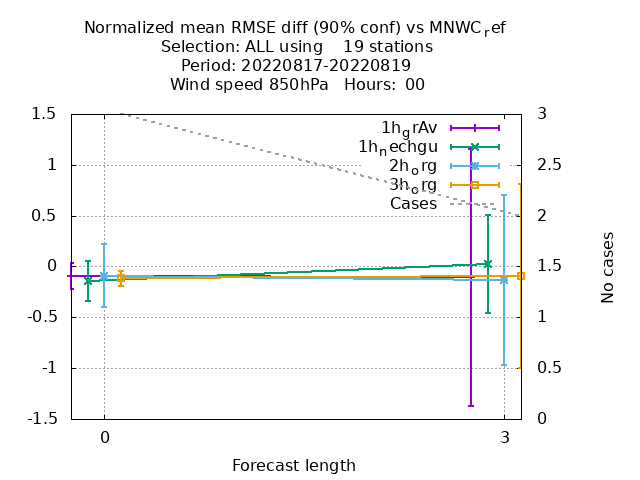 Normalized mean RMSE diff (90% conf) vs MNWC_ref
Selection: ALL using    19 stations
Period: 20220817-20220819
Wind speed 850hPa   Hours:  00
1.5
1
0.5
0
-0.5
-1
-1.5
3
2.5
2
1.5
1
0.5
0
1h_grAv
1h_nechgu
2h_org
3h_org
Cases
No cases
0
3
Forecast length